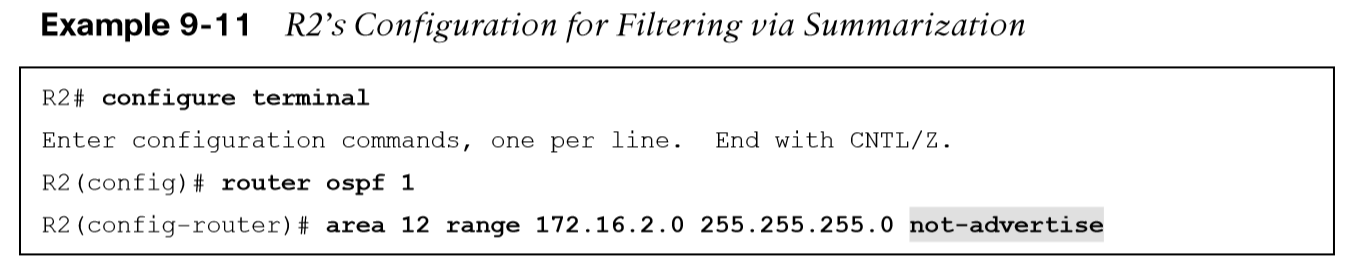 Example 9-11 R2’s Configuration for Filtering via Summarization
R2# configure terminal
Enter configuration commands, one per line. End with CNTL/Z.
R2(config)# router ospf 1
R2(config-router)# area 12 range 172.16.2.0 255.255.255.0 not-advertise